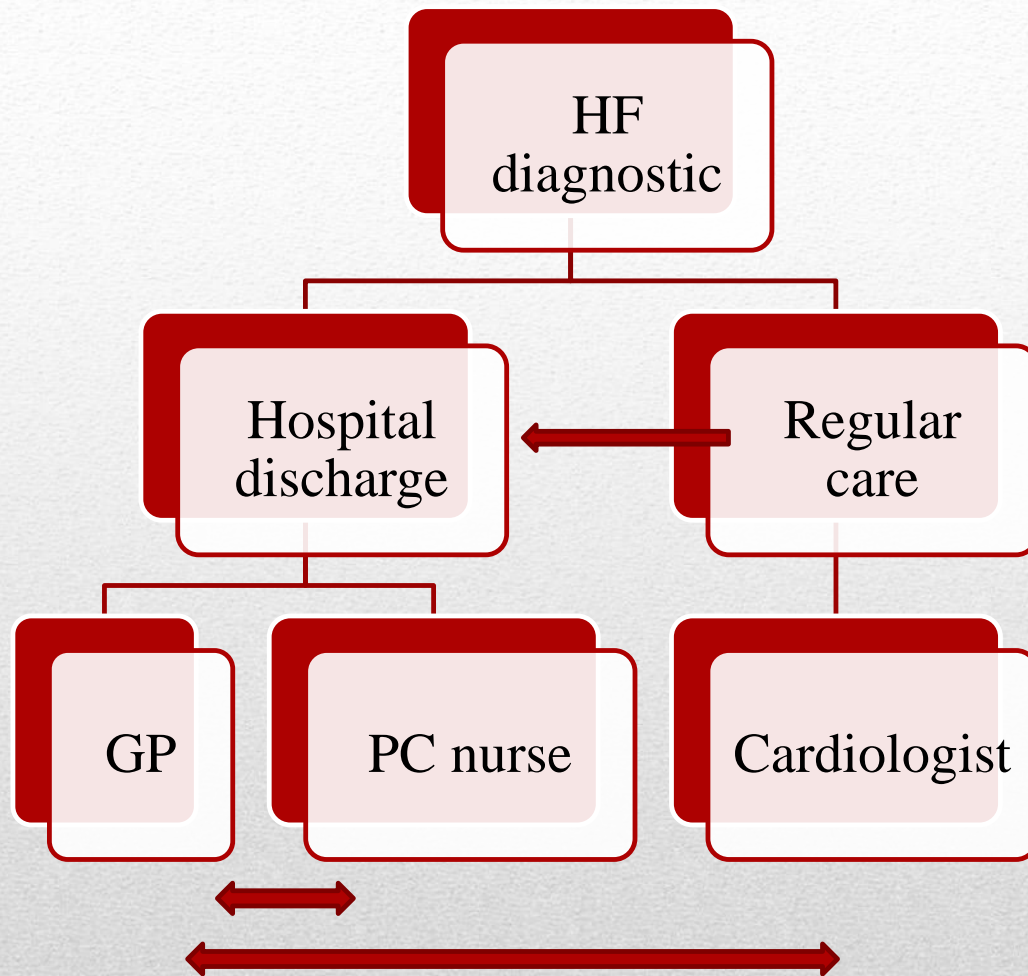 HF
diagnostic
Hospital
discharge
Regular
care
GP
PC nurse
Cardiologist